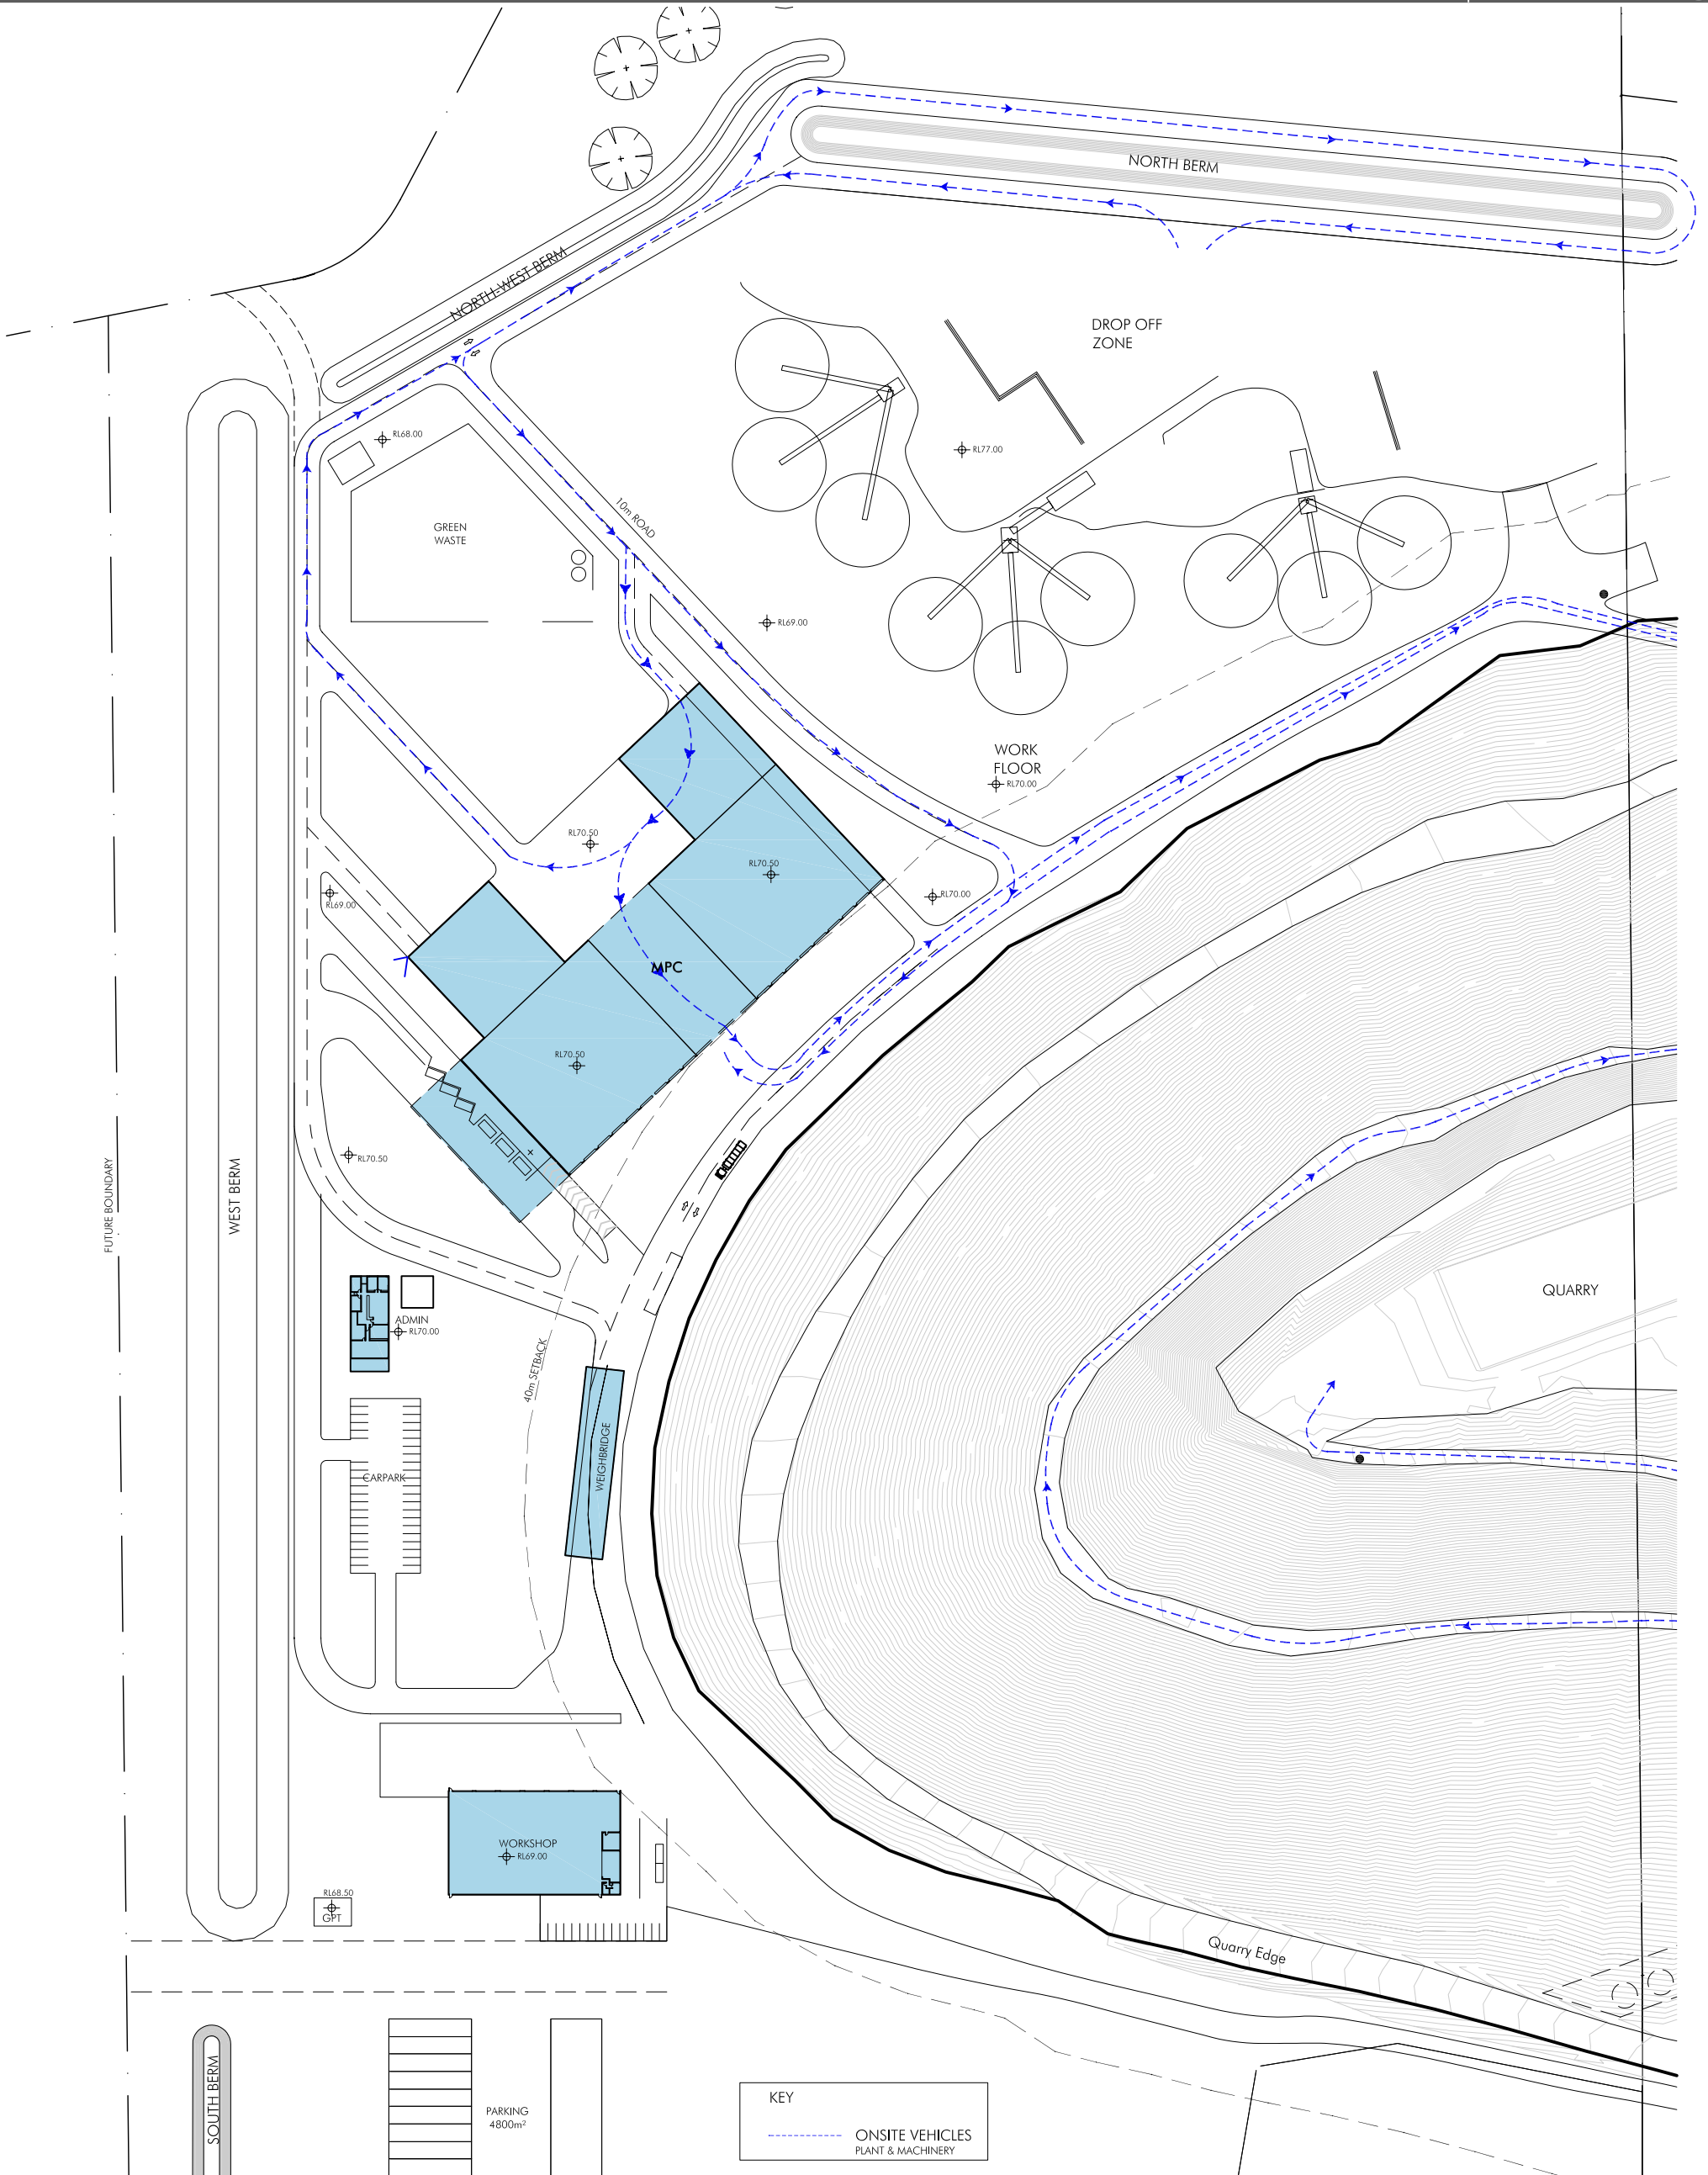 NORTH BERM
NORTH-WEST BERM
DROP OFF
ZONE
RL68.00
RL77.00
10m ROAD
GREEN
WASTE
RL69.00
WORK
FLOOR
RL70.00
RL70.50
RL70.50
RL69.00
RL70.00
MPC
RL70.50
RL70.50
FUTURE BOUNDARY
WEST BERM
QUARRY
ADMIN
RL70.00
40m SETBACK
WEIGHBRIDGE
CARPARK
WORKSHOP
RL69.00
RL68.50
GPT
Quarry Edge
SOUTH BERM
PARKING
4800m²
KEY
ONSITE VEHICLES
PLANT & MACHINERY